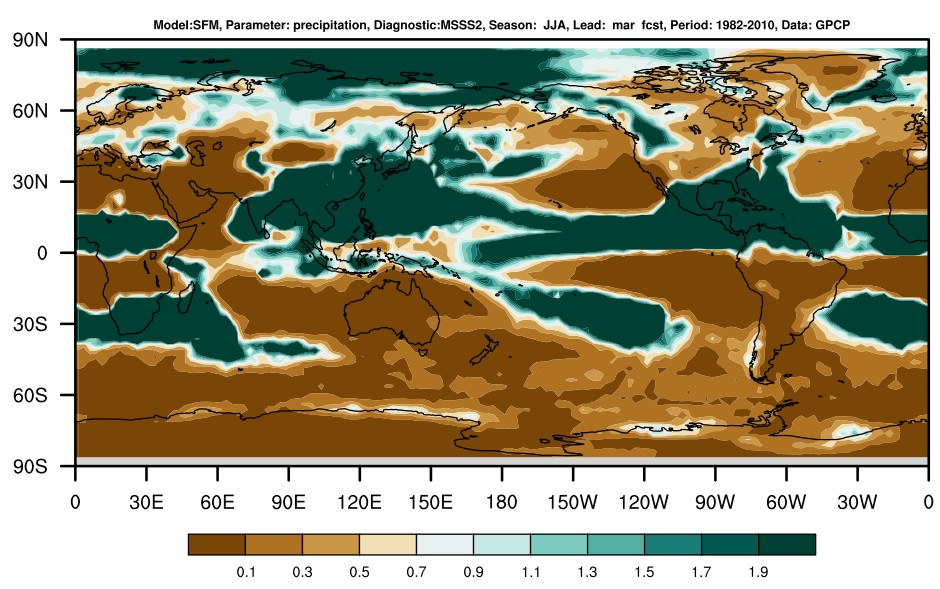 Model:SFM, Parameter: precipitation, Diagnostic:MSSS2, Season: JJA, Lead: mar fcst, Period: 1982-2010, Data: GPCP
90N
60N
30N
0
30S
60S
90S
0 30E 60E 90E 120E 150E 180 150W 120W 90W 60W 30W 0
0.1 0.3 0.5 0.7 0.9 1.1 1.3 1.5 1.7 1.9